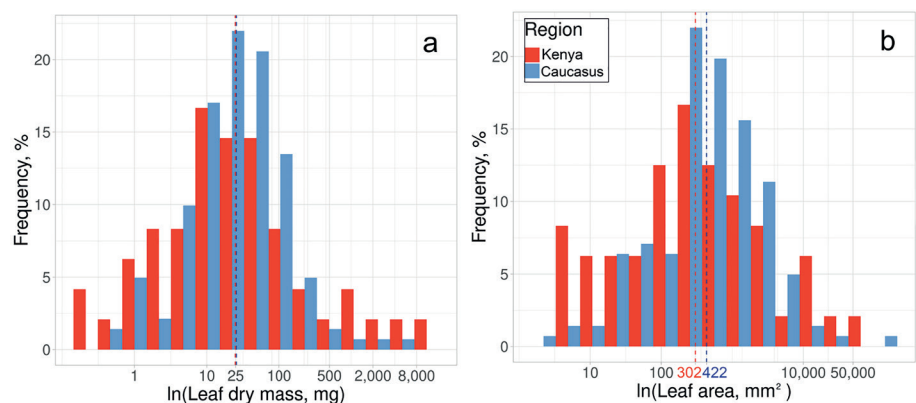 a
20
15
10
5
0
Frequency, %
1 10 25 100 500 2,000 8,000
ln(Leaf dry mass, mg)
b
Region
Kenya
Caucasus
20
15
10
5
0
Frequency, %
10 100 302 422 10,000 50,000
ln(Leaf area, mm² )